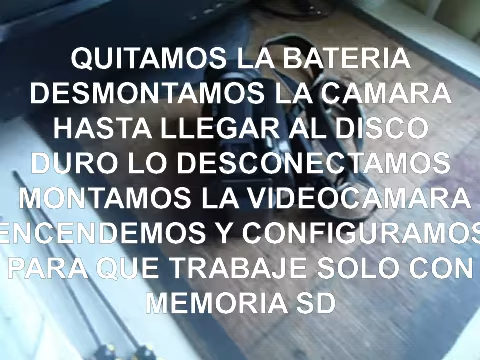 QUITAMOS LA BATERIA
DESMONTAMOS LA CAMARA
HASTA LLEGAR AL DISCO
DURO LO DESCONECTAMOS
MONTAMOS LA VIDEOCAMARA
ENCENDEMOS Y CONFIGURAMOS
PARA QUE TRABAJE SOLO CON
MEMORIA SD